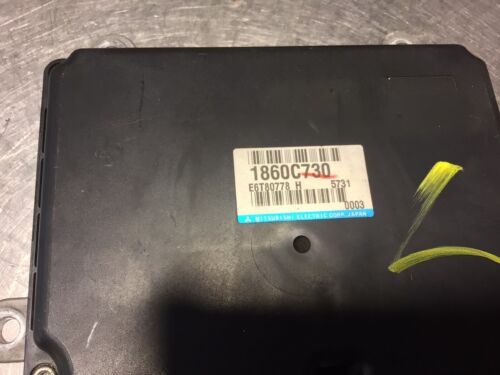 1860C730
E6T80778 H 5731
0003
MITSUBISHI ELECTRIC CORP. JAPAN